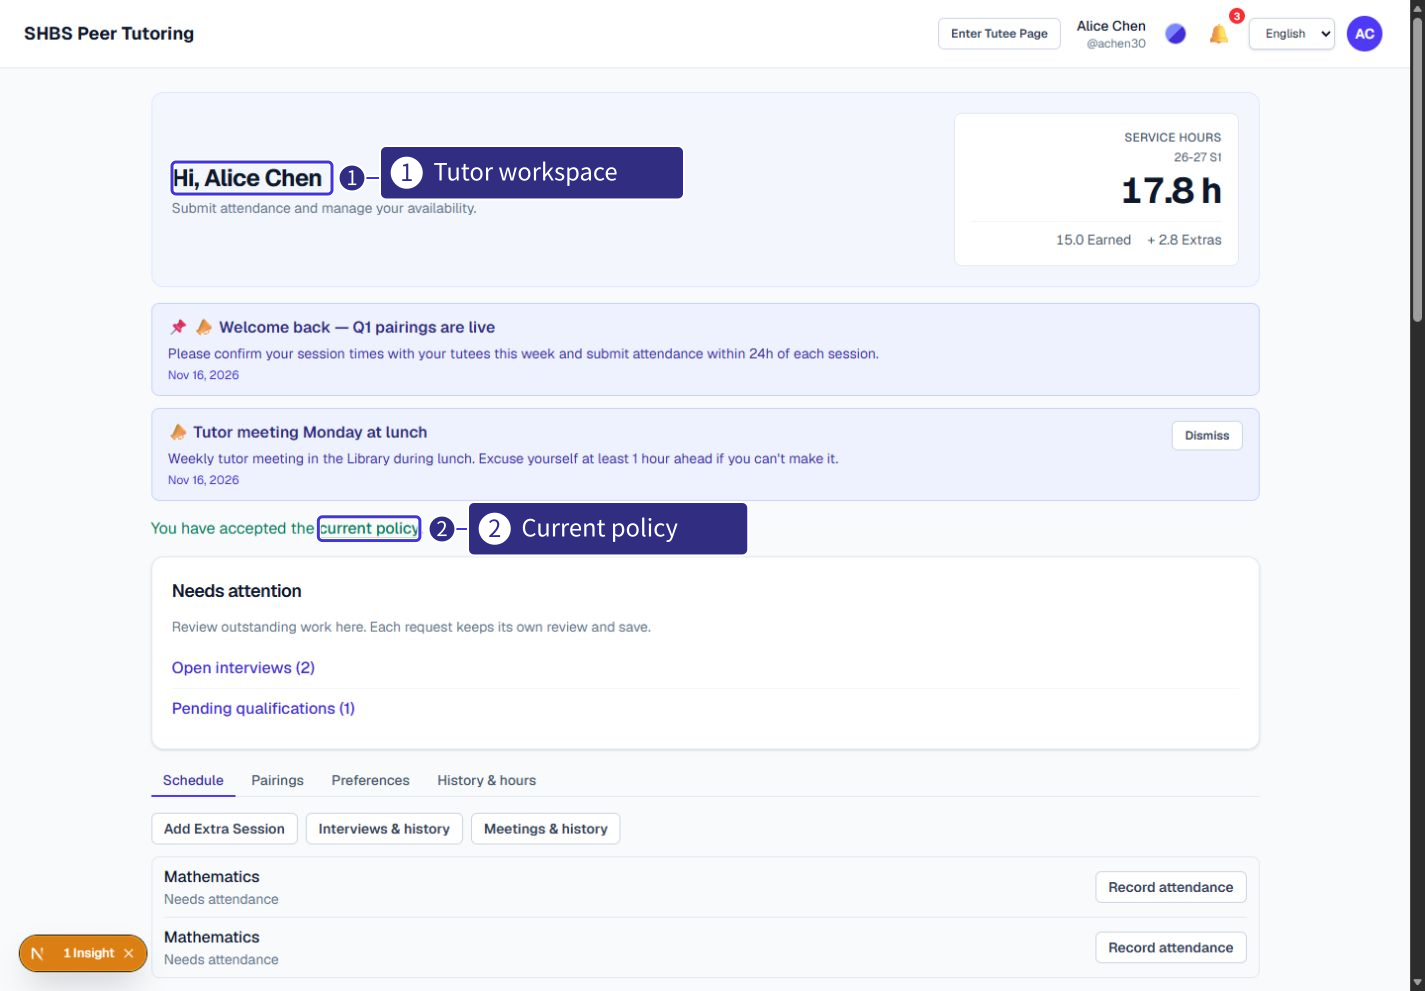 SHBS Peer Tutoring
Enter Tutee Page
Alice Chen
@achen30
3
English
AC
Hi, Alice Chen
1
1 Tutor workspace
Submit attendance and manage your availability.
SERVICE HOURS
26-27 S1
17.8 h
15.0 Earned + 2.8 Extras
Welcome back — Q1 pairings are live
Please confirm your session times with your tutees this week and submit attendance within 24h of each session.
Nov 16, 2026
Tutor meeting Monday at lunch
Dismiss
Weekly tutor meeting in the Library during lunch. Excuse yourself at least 1 hour ahead if you can't make it.
Nov 16, 2026
You have accepted the current policy
2
2 Current policy
Needs attention
Review outstanding work here. Each request keeps its own review and save.
Open interviews (2)
Pending qualifications (1)
Schedule Pairings Preferences History & hours
Add Extra Session Interviews & history Meetings & history
Mathematics
Needs attendance
Record attendance
Mathematics
Needs attendance
Record attendance
N 1 Insight ×